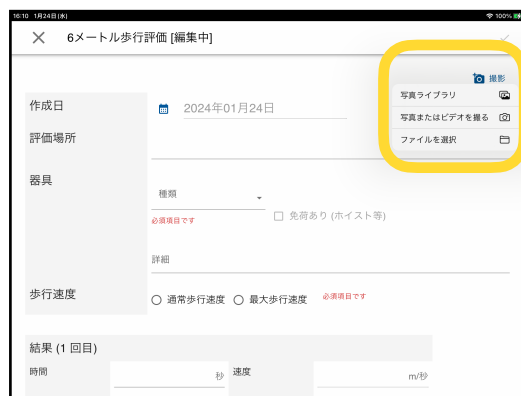 16:10 1月24日(水)
100%
6メートル歩行評価 [編集中]
撮影
写真ライブラリ
写真またはビデオを撮る
ファイルを選択
作成日
2024年01月24日
評価場所
器具
種類
必須項目です
免荷あり (ホイスト等)
詳細
歩行速度
通常歩行速度
最大歩行速度
必須項目です
結果 (1 回目)
時間
秒
速度
m/秒